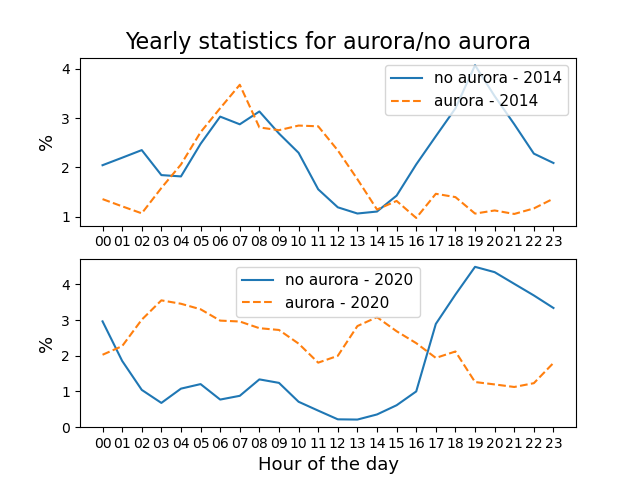 Yearly statistics for aurora/no aurora
4
3
2
1
%
no aurora - 2014
aurora - 2014
00 01 02 03 04 05 06 07 08 09 10 11 12 13 14 15 16 17 18 19 20 21 22 23
4
3
2
1
0
%
no aurora - 2020
aurora - 2020
00 01 02 03 04 05 06 07 08 09 10 11 12 13 14 15 16 17 18 19 20 21 22 23
Hour of the day